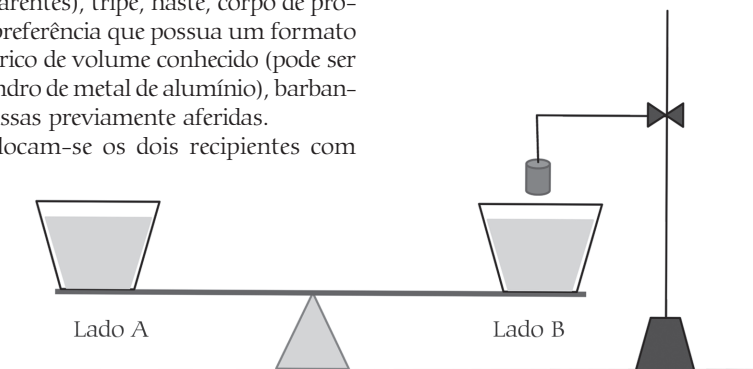 arentes), tripé, haste, corpo de pro-
preferência que possua um formato
rico de volume conhecido (pode ser
ndro de metal de alumínio), barban-
ssas previamente aferidas.
locam-se os dois recipientes com
Lado A
Lado B